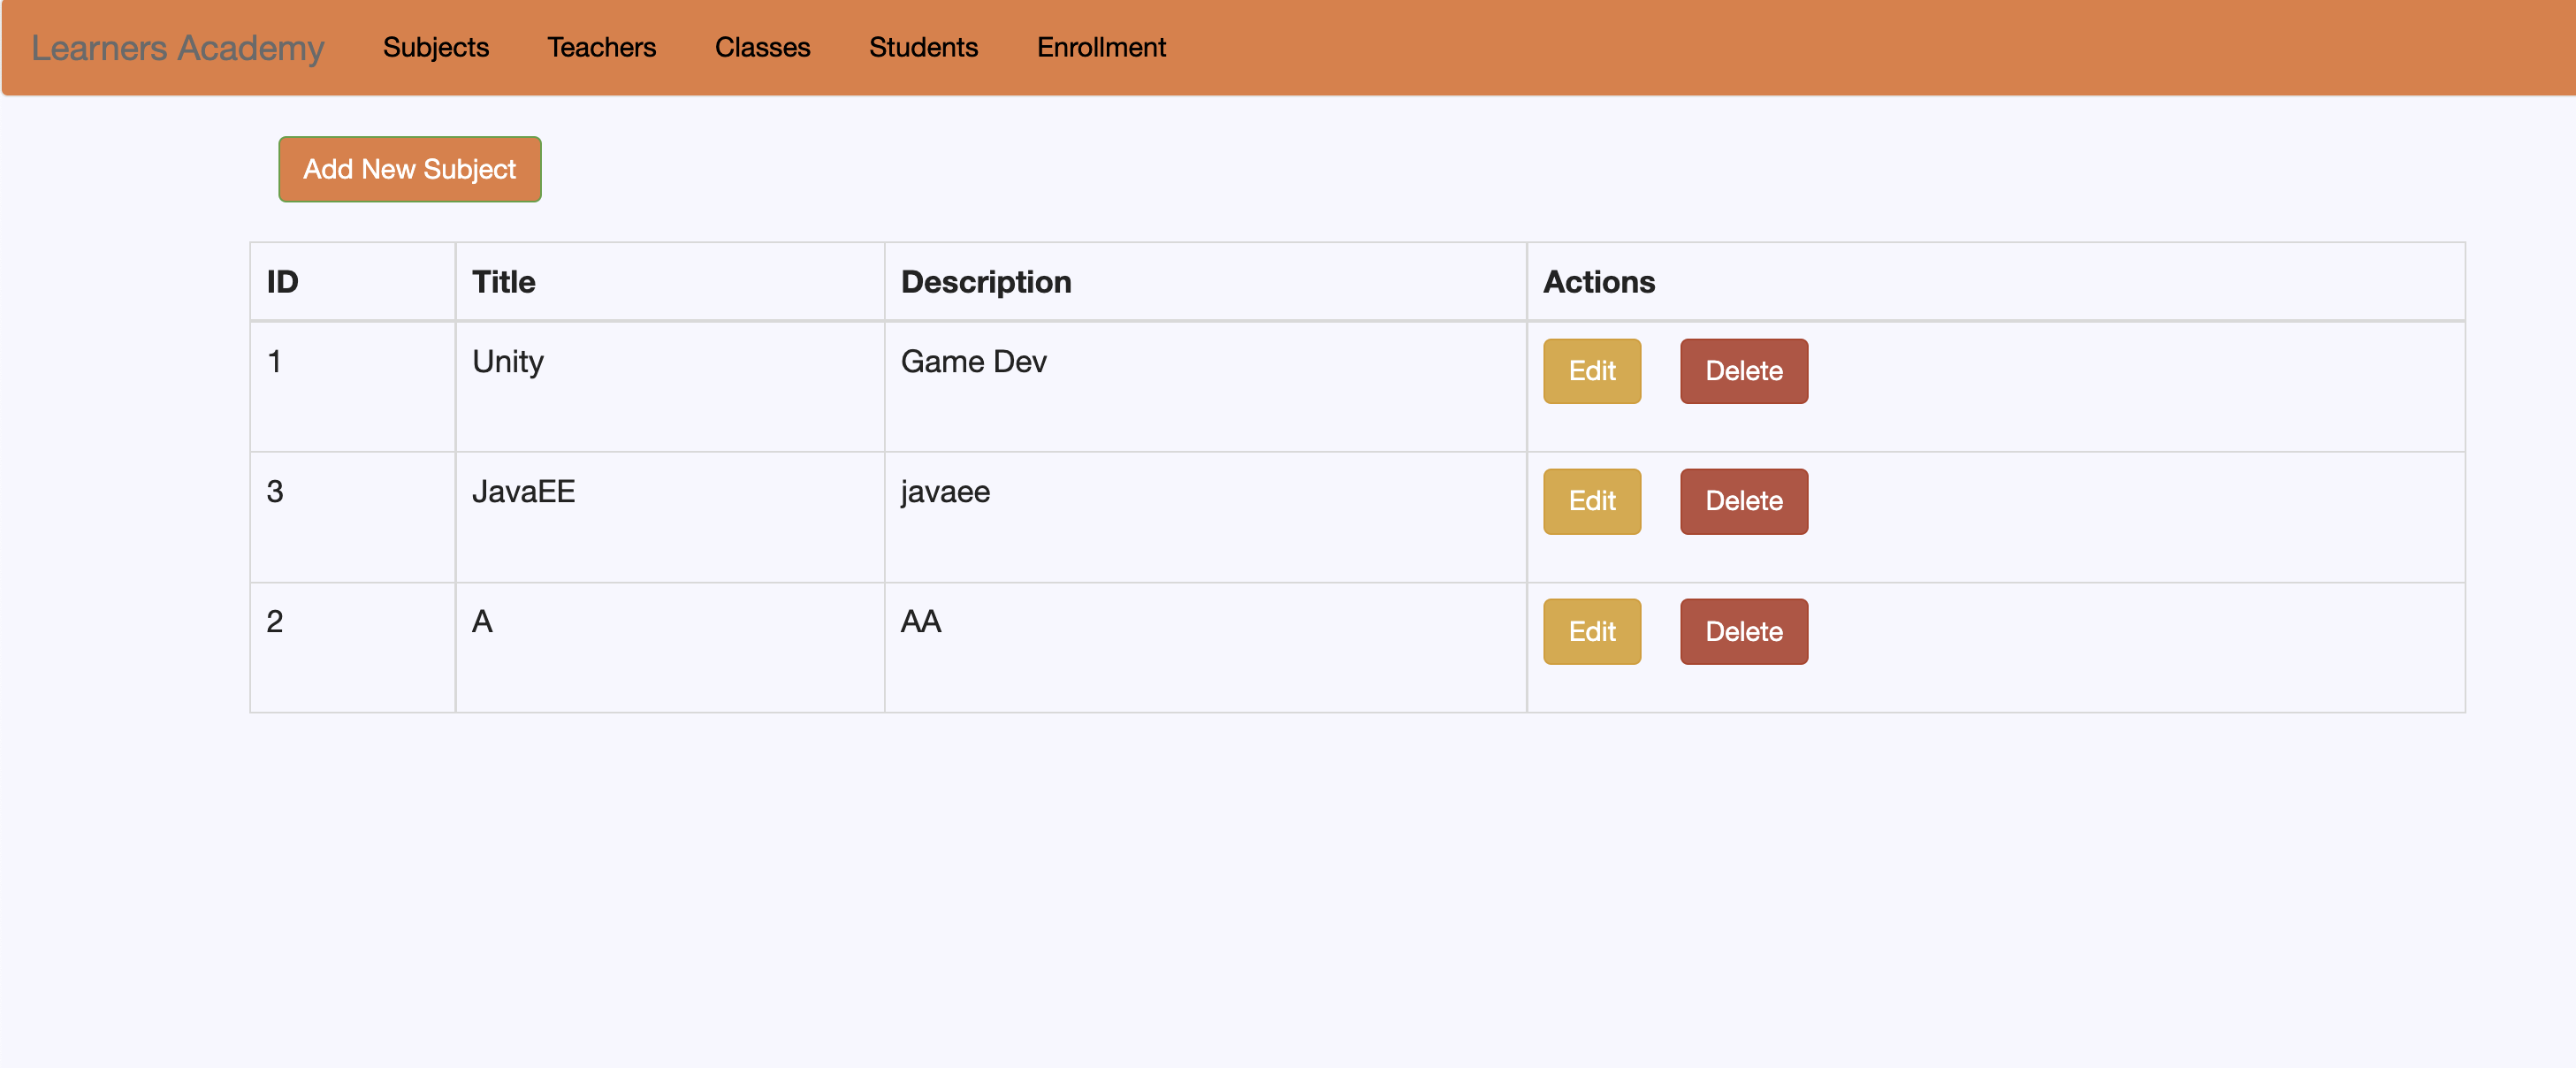 Learners Academy Subjects Teachers Classes Students Enrollment
Add New Subject
ID Title Description Actions
1 Unity Game Dev Edit Delete
3 JavaEE javaee Edit Delete
2 A AA Edit Delete